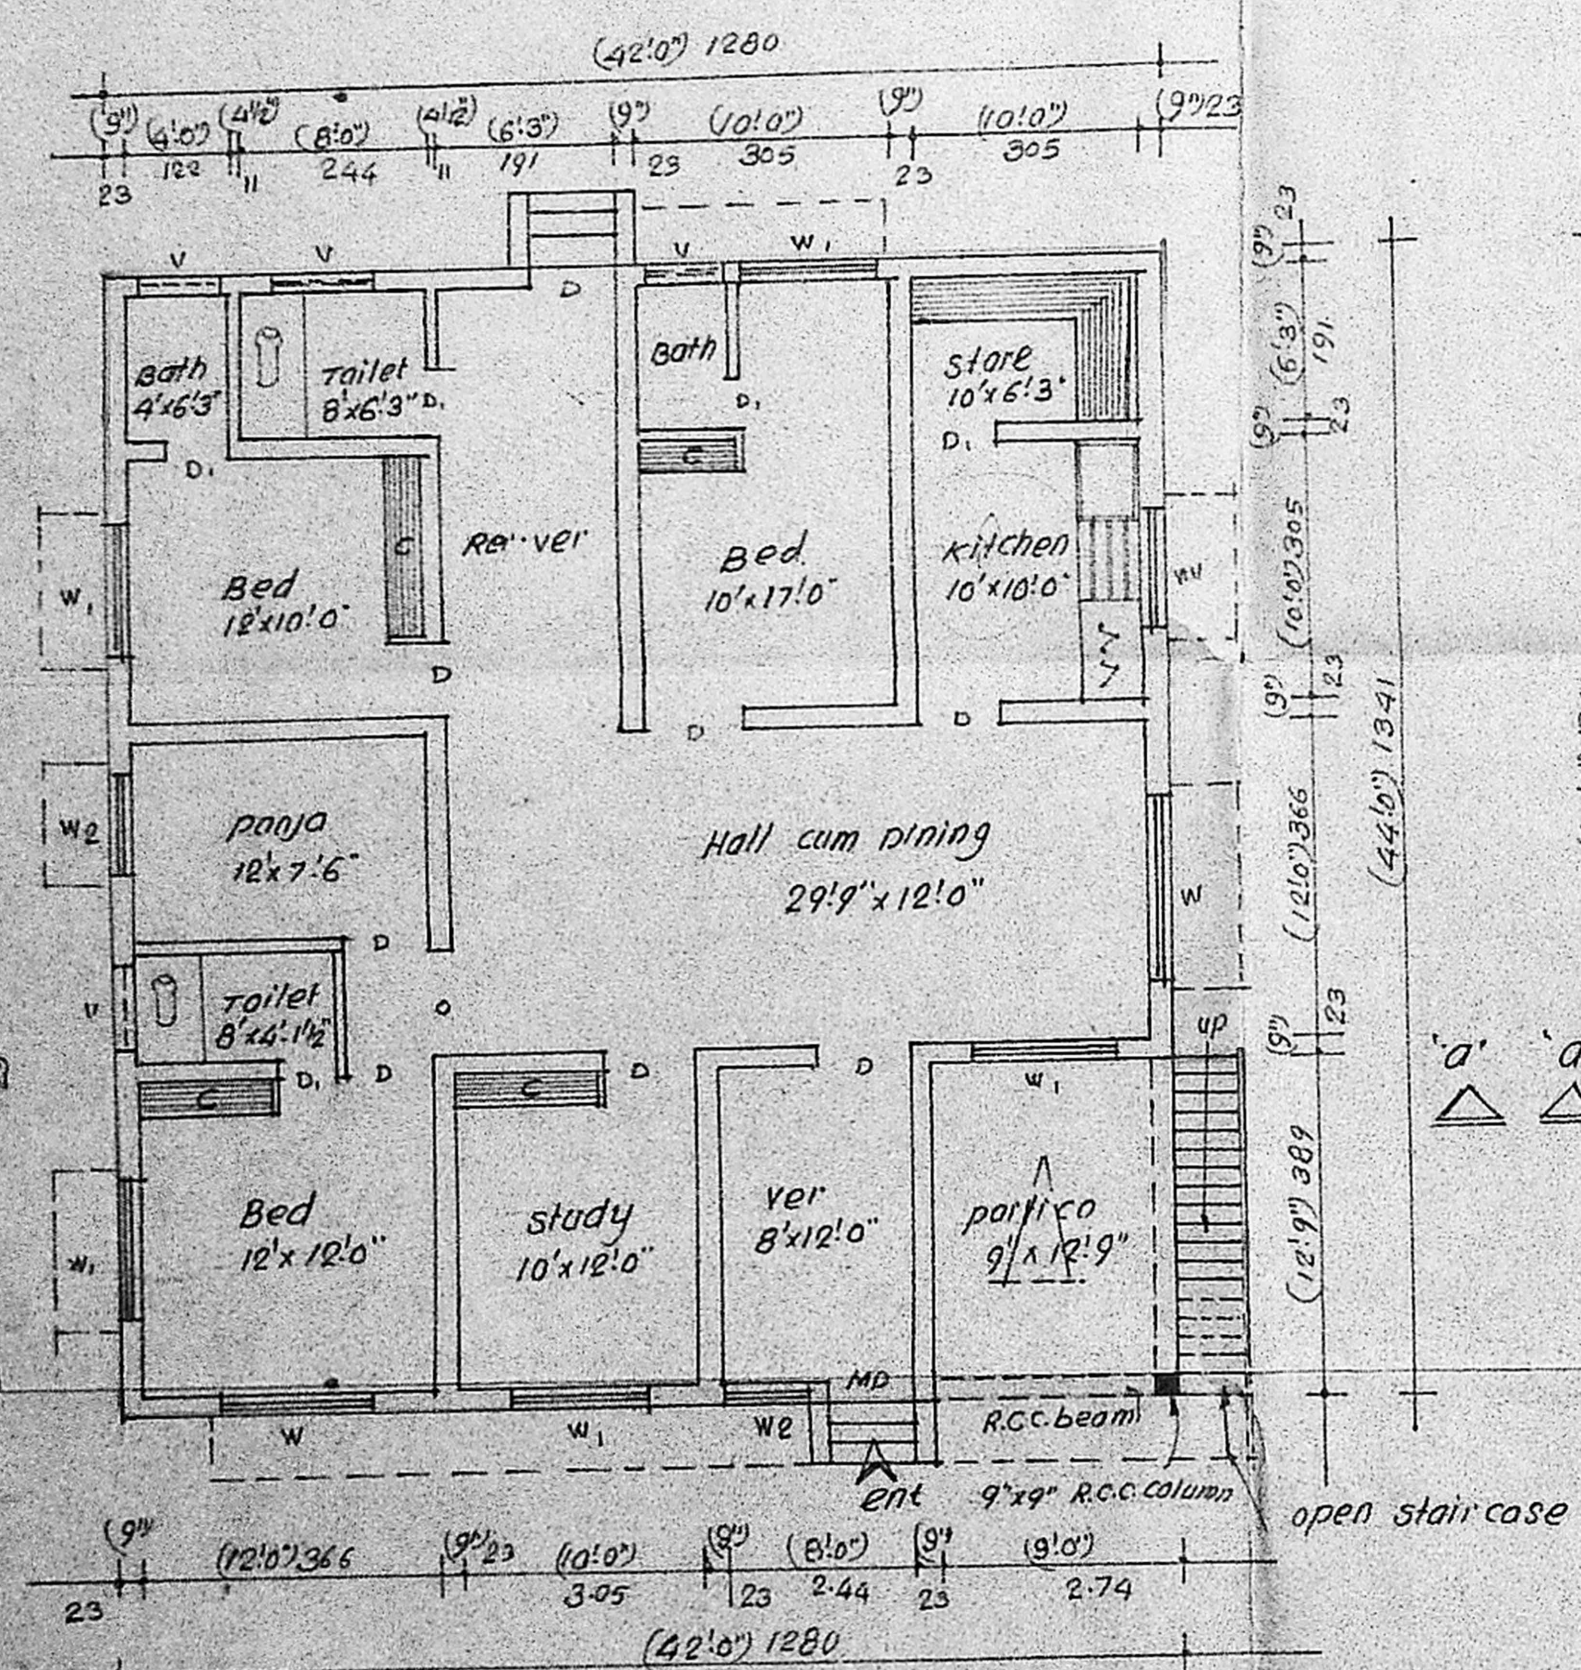 (42'.0") 1280
(9") (4'.0") (4½") (8'.0") (4½") (6'.3") (9") (10'.0") (9") (10'.0") (9") 23
23 122 11 244 11 191 23 305 23 305
V V V W1
D
Bath
4'x6'.3"
Toilet
8'x6'.3" D1
Bath
D1
Store
10'x6'.3"
D1
D1
C
C
W1
Bed
12'x10'.0"
Rer.ver
Bed.
10'x17'.0"
Kitchen
10'x10'.0"
D
D
D
W2
pooja
12'x7'.6"
Hall cum Dining
29'.9"x12'.0"
W
D
V
Toilet
8'x4'-1½"
D1
D
C
C
D
D
W1
up
W1
Bed
12'x12'.0"
study
10'x12'.0"
ver
8'x12'.0"
portico
9'x12'.9"
MD
W
W1
W2
R.C.C. beam
ent
9"x9" R.C.C. column
open staircase
(9") 23
(6'.3") 191
(9") 23
(10'.0") 305
(9") 23
(12'.0") 366
(9") 23
(12'.9") 389
(44'.0") 1341
'a' 'a
(9") (12'.0") 366 (9") 23 (10'.0") (9") (8'.0") (9") (9'.0")
23 3.05 23 2.44 23 2.74
(42'.0") 1280